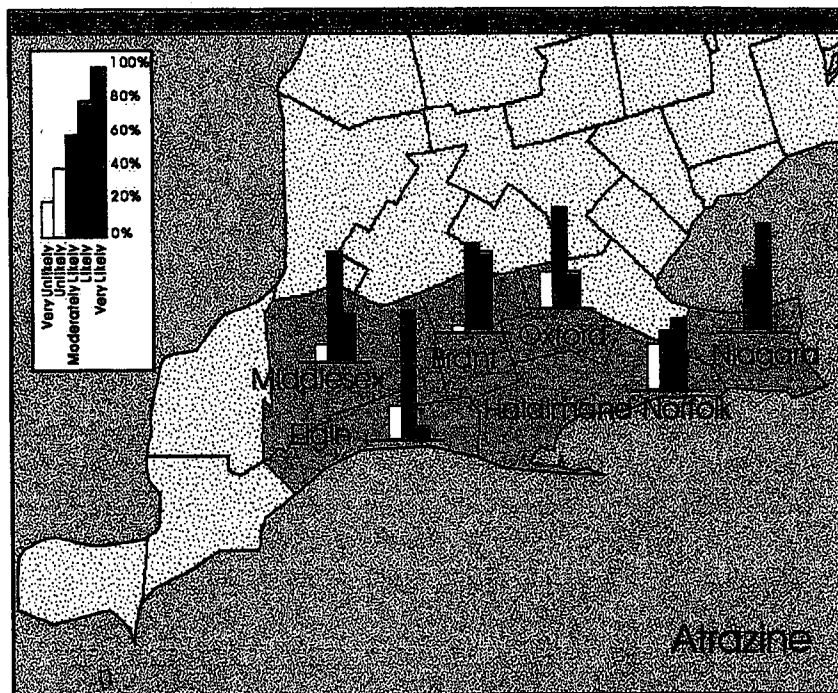 100%
80%
60%
40%
20%
0%
Very Unlikely
Unlikely
Moderately Likely
Likely
Very Likely
Middlesex
Elgin
Brant
Oxford
Haldimand-Norfolk
Niagara
Atrazine